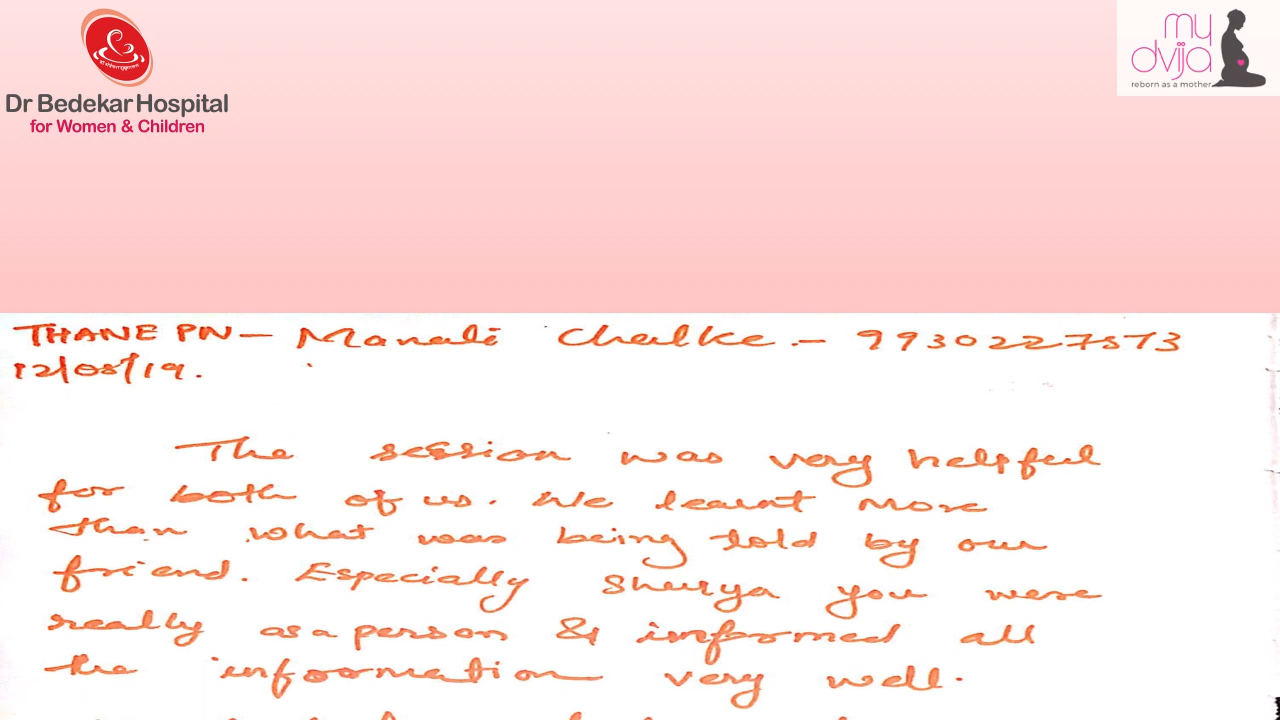 Dr Bedekar Hospital
for Women & Children
my
dvija
reborn as a mother
THANE PN - Manali Chalke - 9930227573
12/08/19.
The session was very helpful
for both of us. We learnt more
than what was being told by our
friend. Especially Shurya you were
really as a person & informed all
the information very well.